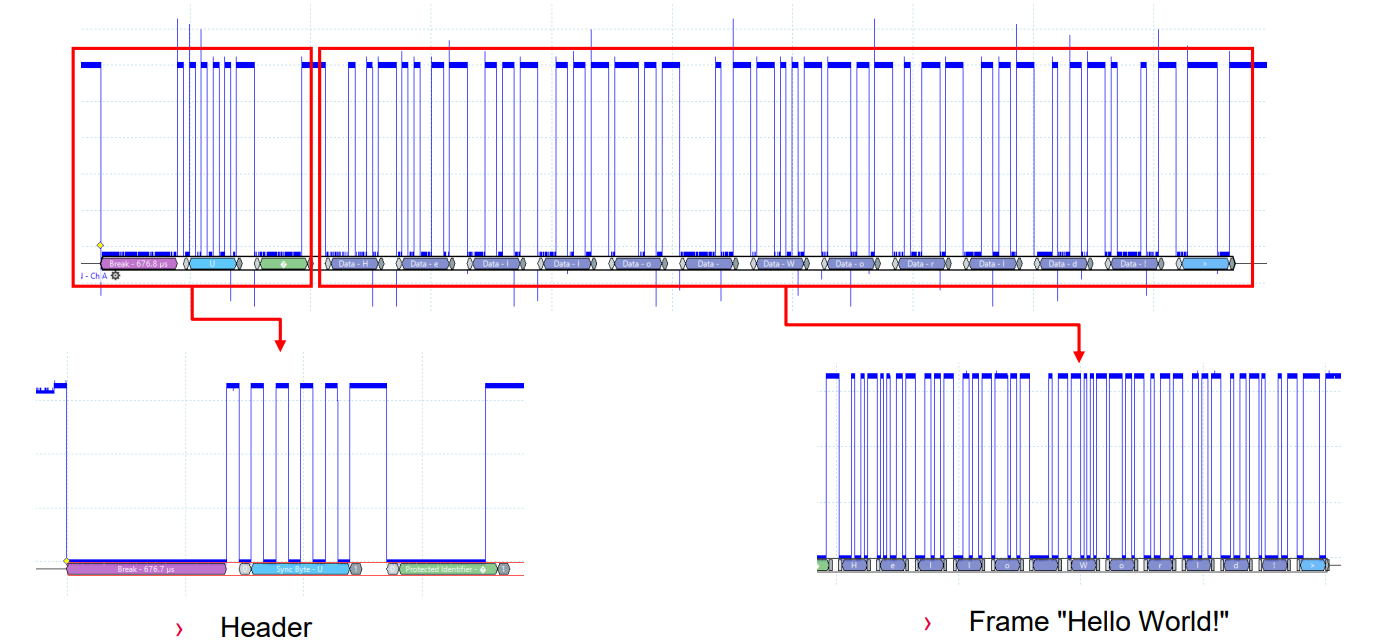 Break - 676.8 µs
U
�
Data - H
Data - e
Data - l
Data - l
Data - o
Data -
Data - W
Data - o
Data - r
Data - l
Data - d
Data - !
>
- Ch A
Break - 676.7 µs
Sync Byte - U
1
Protected Identifier - �
H
e
l
l
o
W
o
r
l
d
!
>
› Header
› Frame "Hello World!"